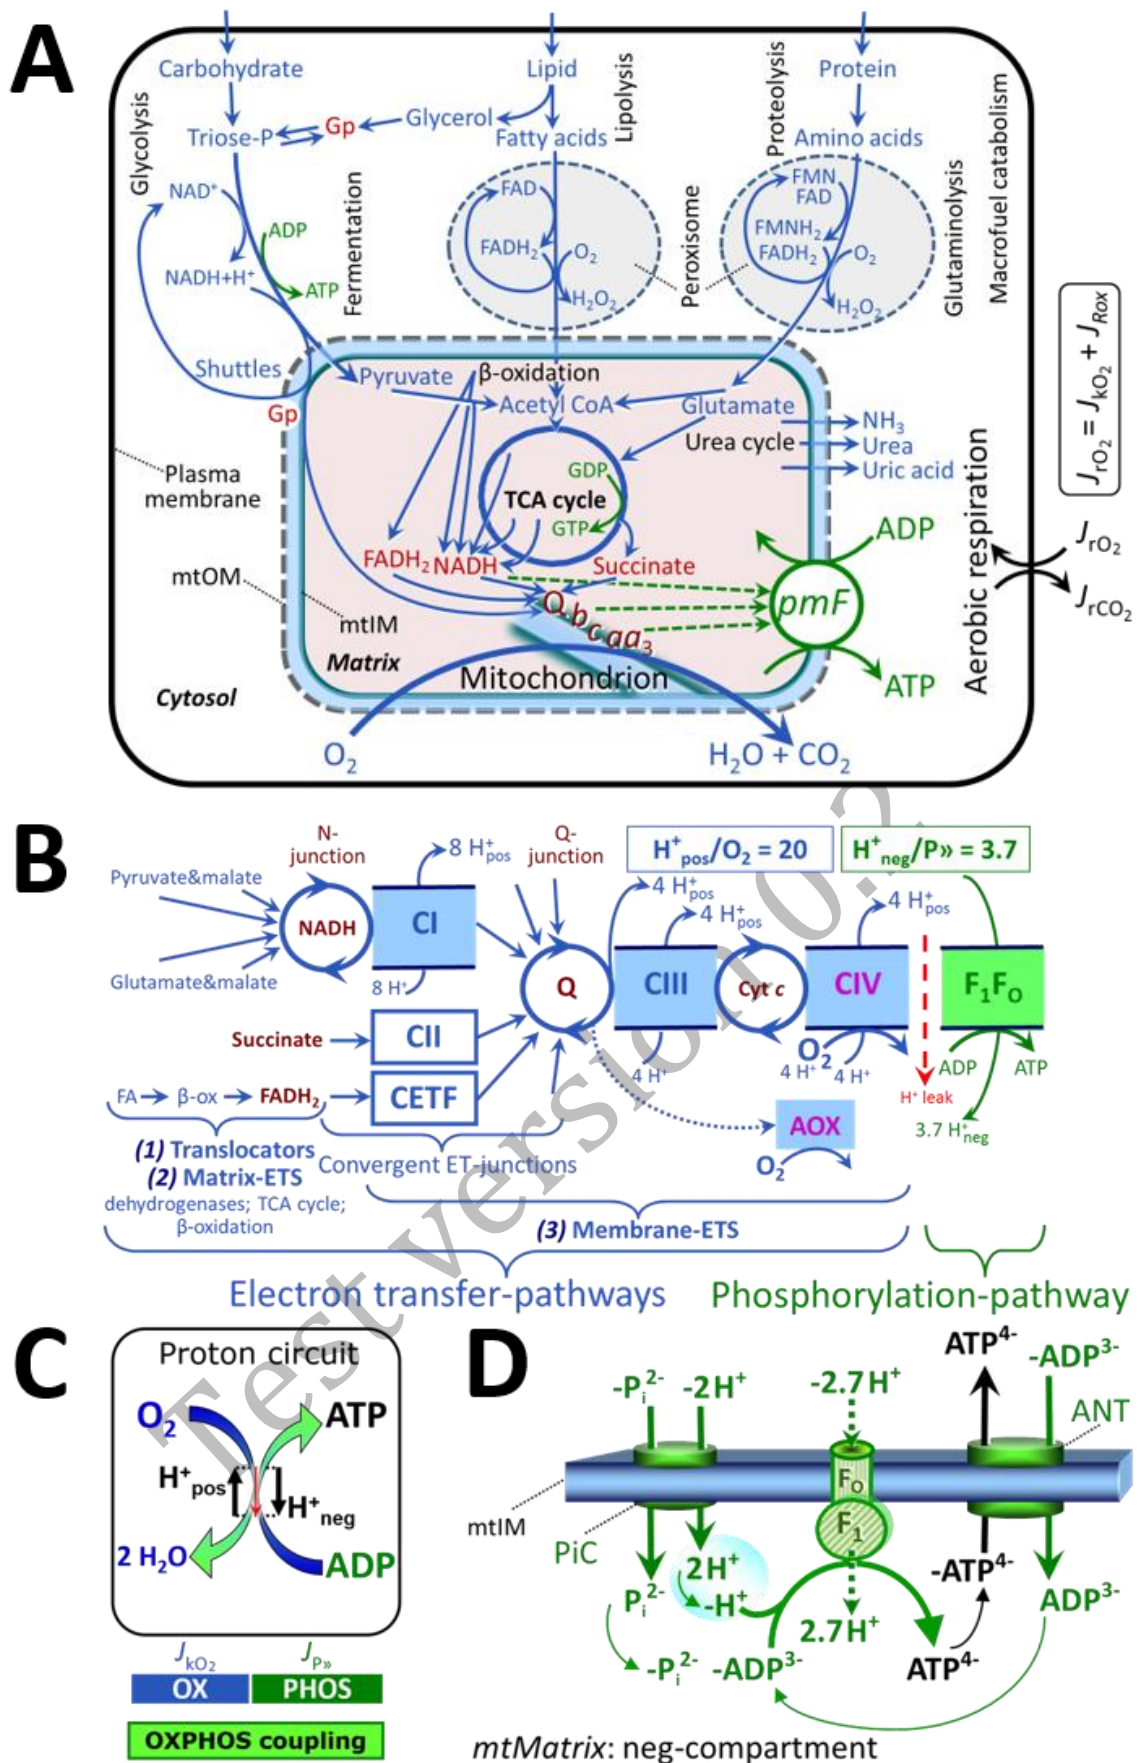 A
Carbohydrate
Lipid
Protein
Glycolysis
Triose-P
Gp
Glycerol
Fatty acids
Lipolysis
Proteolysis
Amino acids
Glutaminolysis
Macrofuel catabolism
NAD⁺
ADP
NADH+H⁺
ATP
Fermentation
FAD
FADH₂
O₂
H₂O₂
Peroxisome
FMN
FAD
FMNH₂
FADH₂
O₂
H₂O₂
Shuttles
Gp
Pyruvate
β-oxidation
Acetyl CoA
Glutamate
NH₃
Urea cycle
Urea
Uric acid
Plasma
membrane
GDP
TCA cycle
GTP
FADH₂
NADH
Succinate
mtOM
mtIM
Matrix
Cytosol
Q
b
c
aa₃
Mitochondrion
ADP
pmF
ATP
Aerobic respiration
J_rO₂ = J_kO₂ + J_Rox
J_rO₂
J_rCO₂
O₂
H₂O + CO₂
B
N-
junction
8 H⁺pos
Q-
junction
H⁺pos/O₂ = 20
H⁺neg/P» = 3.7
Pyruvate&malate
NADH
CI
4 H⁺pos
4 H⁺pos
4 H⁺pos
Glutamate&malate
8 H⁺
Q
CIII
Cyt c
CIV
F₁F₀
Succinate
CII
4 H⁺
O₂
4 H⁺
4 H⁺
ADP
ATP
H⁺ leak
FA
β-ox
FADH₂
CETF
AOX
3.7 H⁺neg
O₂
(1) Translocators
(2) Matrix-ETS
dehydrogenases; TCA cycle;
β-oxidation
Convergent ET-junctions
(3) Membrane-ETS
Electron transfer-pathways
Phosphorylation-pathway
Test version 0.2
C
Proton circuit
O₂
ATP
H⁺pos
H⁺neg
2 H₂O
ADP
J_kO₂
J_P»
OX
PHOS
OXPHOS coupling
D
-Pᵢ²⁻
-2H⁺
-2.7H⁺
ATP⁴⁻
-ADP³⁻
ANT
F₀
F₁
mtIM
PiC
Pᵢ²⁻
2H⁺
-H⁺
2.7H⁺
-ATP⁴⁻
ADP³⁻
-Pᵢ²⁻
-ADP³⁻
ATP⁴⁻
mtMatrix: neg-compartment